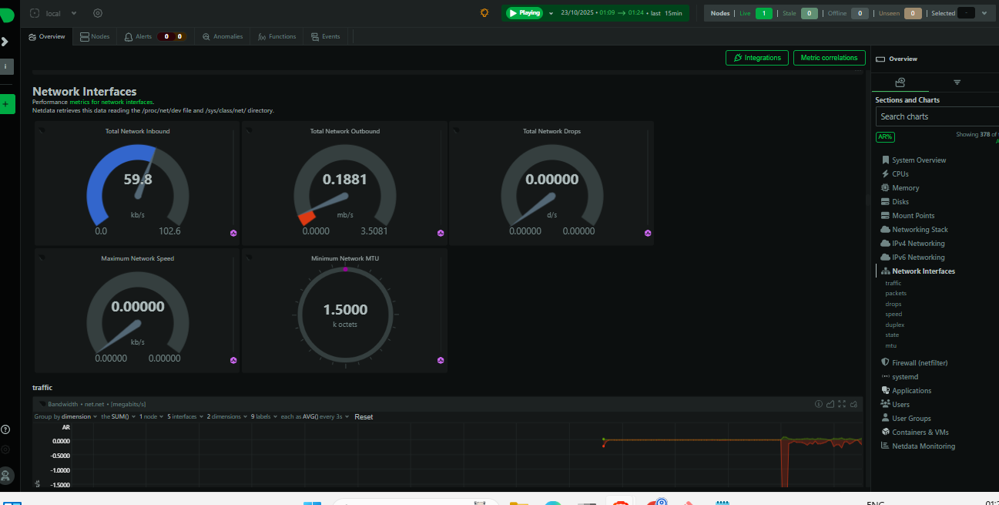 local
Playing 23/10/2025 • 01:09 → 01:24 • last 15min
Nodes Live 1 Stale 0 Offline 0 Unseen 0 Selected -
Overview Nodes Alerts 0 0 Anomalies f(x) Functions Events
Integrations Metric correlations
Overview
Network Interfaces
Performance metrics for network interfaces.
Netdata retrieves this data reading the /proc/net/dev file and /sys/class/net/ directory.
Total Network Inbound
59.8
kb/s
0.0 102.6
Total Network Outbound
0.1881
mb/s
0.0000 3.5081
Total Network Drops
0.00000
d/s
0.00000 0.00000
Maximum Network Speed
0.00000
kb/s
0.00000 0.00000
Minimum Network MTU
1.5000
k octets
traffic
Bandwidth • net.net • [megabits/s]
Group by dimension the SUM() 1 node 5 interfaces 2 dimensions 9 labels each as AVG() every 3s Reset
AR
0.0000
-0.5000
-1.0000
-1.5000
Sections and Charts
Search charts
AR%
Showing 378 of
System Overview
CPUs
Memory
Disks
Mount Points
Networking Stack
IPv4 Networking
IPv6 Networking
Network Interfaces
traffic
packets
drops
speed
duplex
state
mtu
Firewall (netfilter)
systemd
Applications
Users
User Groups
Containers & VMs
Netdata Monitoring
ENG